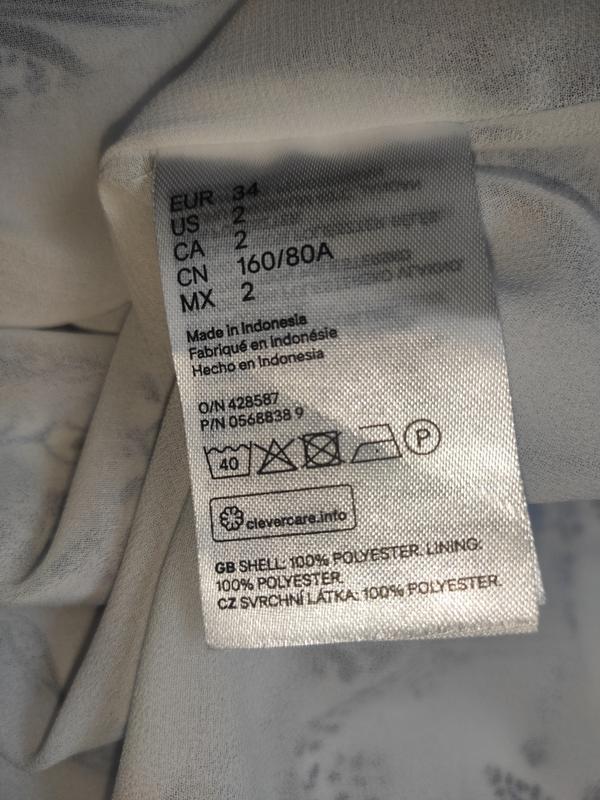 EUR 34
US 2
CA 2
CN 160/80A
MX 2
Made in Indonesia
Fabriqué en Indonésie
Hecho en Indonesia
O/N 428587
P/N 0568838 9
40
P
clevercare.info
GB SHELL: 100% POLYESTER. LINING:
100% POLYESTER.
CZ SVRCHNÍ LÁTKA: 100% POLYESTER.